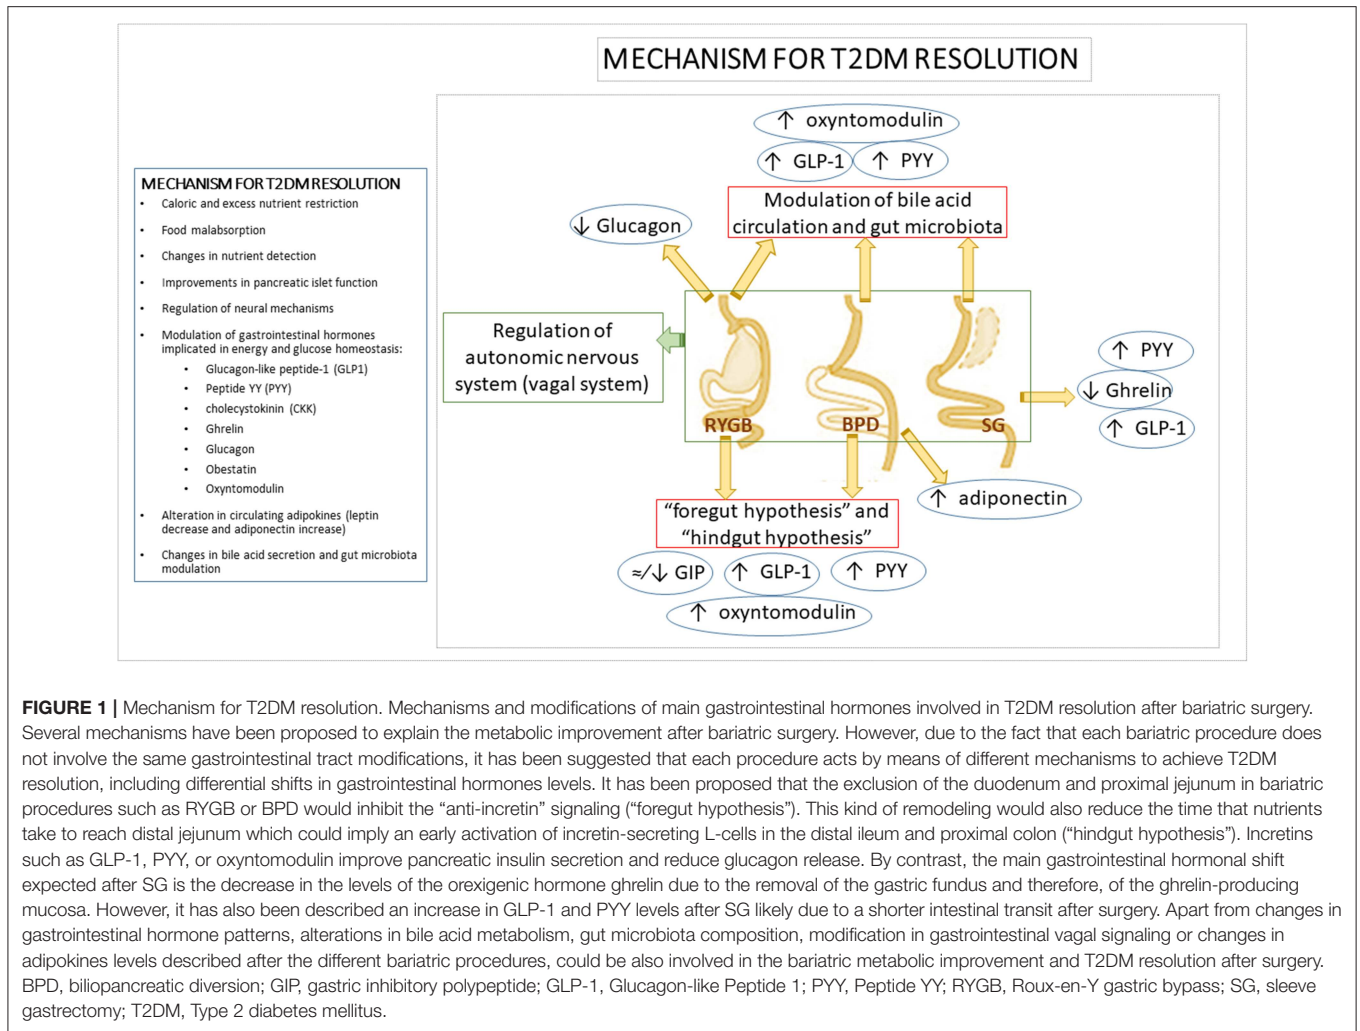 MECHANISM FOR T2DM RESOLUTION
MECHANISM FOR T2DM RESOLUTION
• Caloric and excess nutrient restriction
• Food malabsorption
• Changes in nutrient detection
• Improvements in pancreatic islet function
• Regulation of neural mechanisms
• Modulation of gastrointestinal hormones
implicated in energy and glucose homeostasis:
• Glucagon-like peptide-1 (GLP1)
• Peptide YY (PYY)
• cholecystokinin (CKK)
• Ghrelin
• Glucagon
• Obestatin
• Oxyntomodulin
• Alteration in circulating adipokines (leptin
decrease and adiponectin increase)
• Changes in bile acid secretion and gut microbiota
modulation
↑ oxyntomodulin
↑ GLP-1
↑ PYY
Modulation of bile acid
circulation and gut microbiota
↓ Glucagon
Regulation of
autonomic nervous
system (vagal system)
RYGB
BPD
SG
↑ PYY
↓ Ghrelin
↑ GLP-1
↑ adiponectin
“foregut hypothesis” and
“hindgut hypothesis”
≈/↓ GIP
↑ GLP-1
↑ PYY
↑ oxyntomodulin
FIGURE 1 | Mechanism for T2DM resolution. Mechanisms and modifications of main gastrointestinal hormones involved in T2DM resolution after bariatric surgery.
Several mechanisms have been proposed to explain the metabolic improvement after bariatric surgery. However, due to the fact that each bariatric procedure does
not involve the same gastrointestinal tract modifications, it has been suggested that each procedure acts by means of different mechanisms to achieve T2DM
resolution, including differential shifts in gastrointestinal hormones levels. It has been proposed that the exclusion of the duodenum and proximal jejunum in bariatric
procedures such as RYGB or BPD would inhibit the “anti-incretin” signaling (“foregut hypothesis”). This kind of remodeling would also reduce the time that nutrients
take to reach distal jejunum which could imply an early activation of incretin-secreting L-cells in the distal ileum and proximal colon (“hindgut hypothesis”). Incretins
such as GLP-1, PYY, or oxyntomodulin improve pancreatic insulin secretion and reduce glucagon release. By contrast, the main gastrointestinal hormonal shift
expected after SG is the decrease in the levels of the orexigenic hormone ghrelin due to the removal of the gastric fundus and therefore, of the ghrelin-producing
mucosa. However, it has also been described an increase in GLP-1 and PYY levels after SG likely due to a shorter intestinal transit after surgery. Apart from changes in
gastrointestinal hormone patterns, alterations in bile acid metabolism, gut microbiota composition, modification in gastrointestinal vagal signaling or changes in
adipokines levels described after the different bariatric procedures, could be also involved in the bariatric metabolic improvement and T2DM resolution after surgery.
BPD, biliopancreatic diversion; GIP, gastric inhibitory polypeptide; GLP-1, Glucagon-like Peptide 1; PYY, Peptide YY; RYGB, Roux-en-Y gastric bypass; SG, sleeve
gastrectomy; T2DM, Type 2 diabetes mellitus.